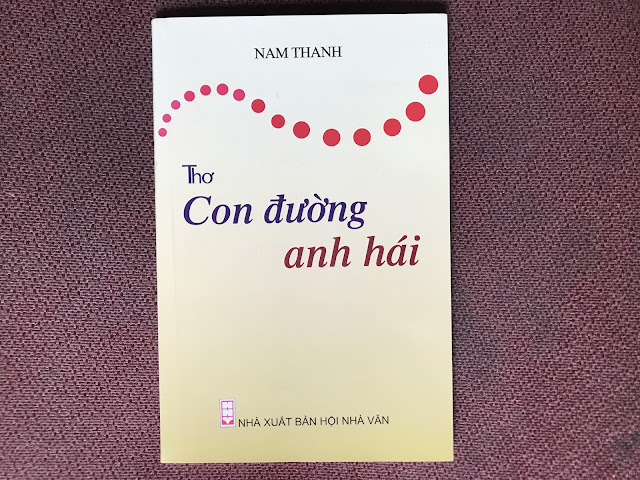 NAM THANH
Thơ
Con đường
anh hái
NHÀ XUẤT BẢN HỘI NHÀ VĂN